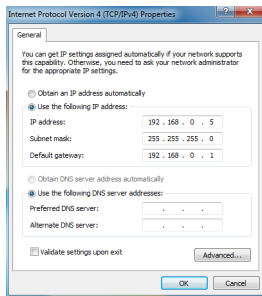 Internet Protocol Version 4 (TCP/IPv4) Properties
General
You can get IP settings assigned automatically if your network supports
this capability. Otherwise, you need to ask your network administrator
for the appropriate IP settings.
Obtain an IP address automatically
Use the following IP address:
IP address: 192 . 168 . 0 . 5
Subnet mask: 255 . 255 . 255 . 0
Default gateway: 192 . 168 . 0 . 1
Obtain DNS server address automatically
Use the following DNS server addresses:
Preferred DNS server: . . .
Alternate DNS server: . . .
Validate settings upon exit
Advanced...
OK Cancel